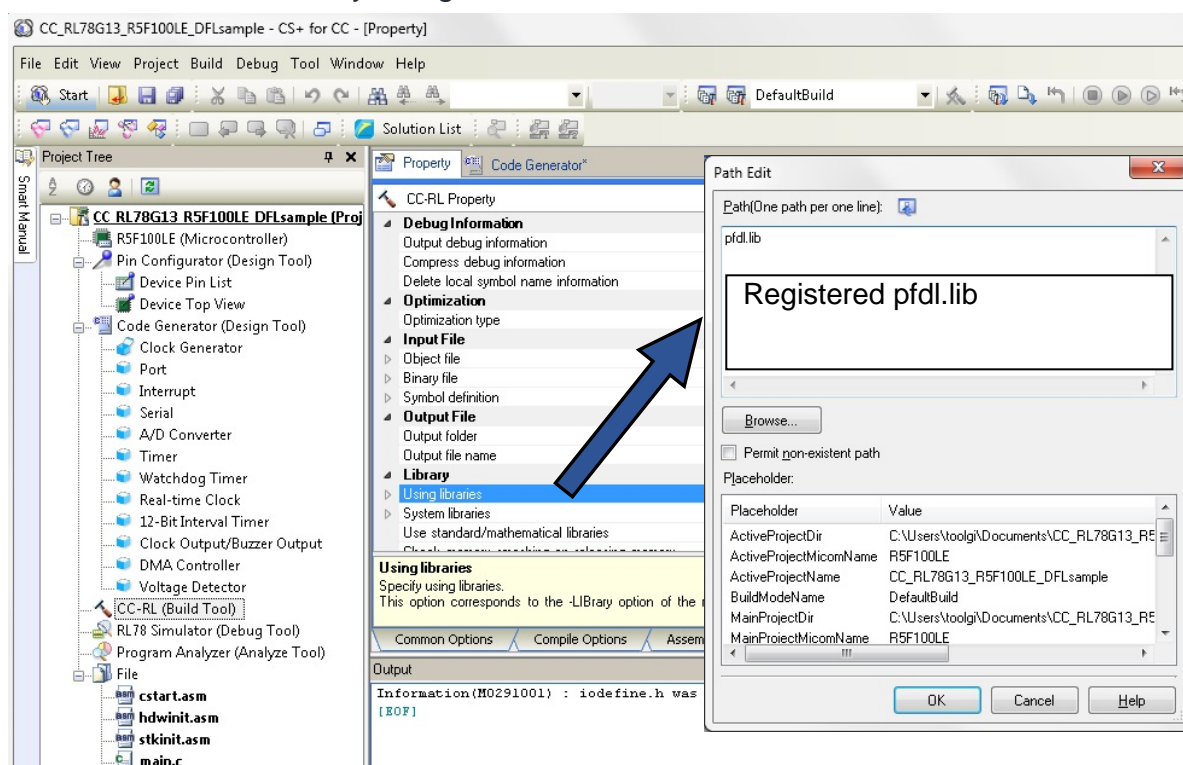 CC_RL78G13_R5F100LE_DFLsample - CS+ for CC - [Property]
File Edit View Project Build Debug Tool Window Help
Start
DefaultBuild
Solution List
Project Tree
Smart Manual
CC_RL78G13_R5F100LE_DFLsample (Proj
R5F100LE (Microcontroller)
Pin Configurator (Design Tool)
Device Pin List
Device Top View
Code Generator (Design Tool)
Clock Generator
Port
Interrupt
Serial
A/D Converter
Timer
Watchdog Timer
Real-time Clock
12-Bit Interval Timer
Clock Output/Buzzer Output
DMA Controller
Voltage Detector
CC-RL (Build Tool)
RL78 Simulator (Debug Tool)
Program Analyzer (Analyze Tool)
File
cstart.asm
hdwinit.asm
stkinit.asm
main.c
Property
Code Generator*
CC-RL Property
Debug Information
Output debug information
Compress debug information
Delete local symbol name information
Optimization
Optimization type
Input File
Object file
Binary file
Symbol definition
Output File
Output folder
Output file name
Library
Using libraries
System libraries
Use standard/mathematical libraries
Using libraries
Specify using libraries.
This option corresponds to the -LIBrary option of the
Common Options
Compile Options
Assem
Output
Information(M0291001) : iodefine.h was
[EOF]
Path Edit
Path(One path per one line):
pfdl.lib
Registered pfdl.lib
Browse...
Permit non-existent path
Placeholder:
Placeholder Value
ActiveProjectDir C:\Users\toolgi\Documents\CC_RL78G13_R5
ActiveProjectMicomName R5F100LE
ActiveProjectName CC_RL78G13_R5F100LE_DFLsample
BuildModeName DefaultBuild
MainProjectDir C:\Users\toolgi\Documents\CC_RL78G13_R5
MainProjectMicomName R5F100LE
OK Cancel Help